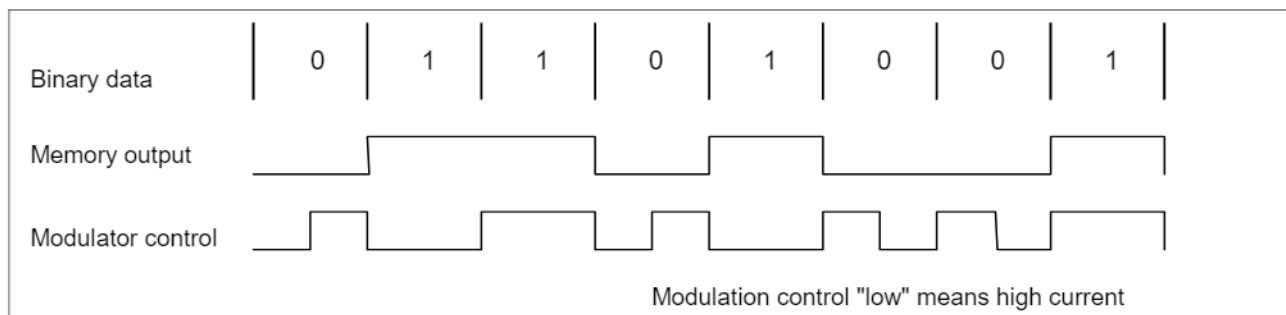 Binary data 0 1 1 0 1 0 0 1
Memory output
Modulator control
Modulation control "low" means high current